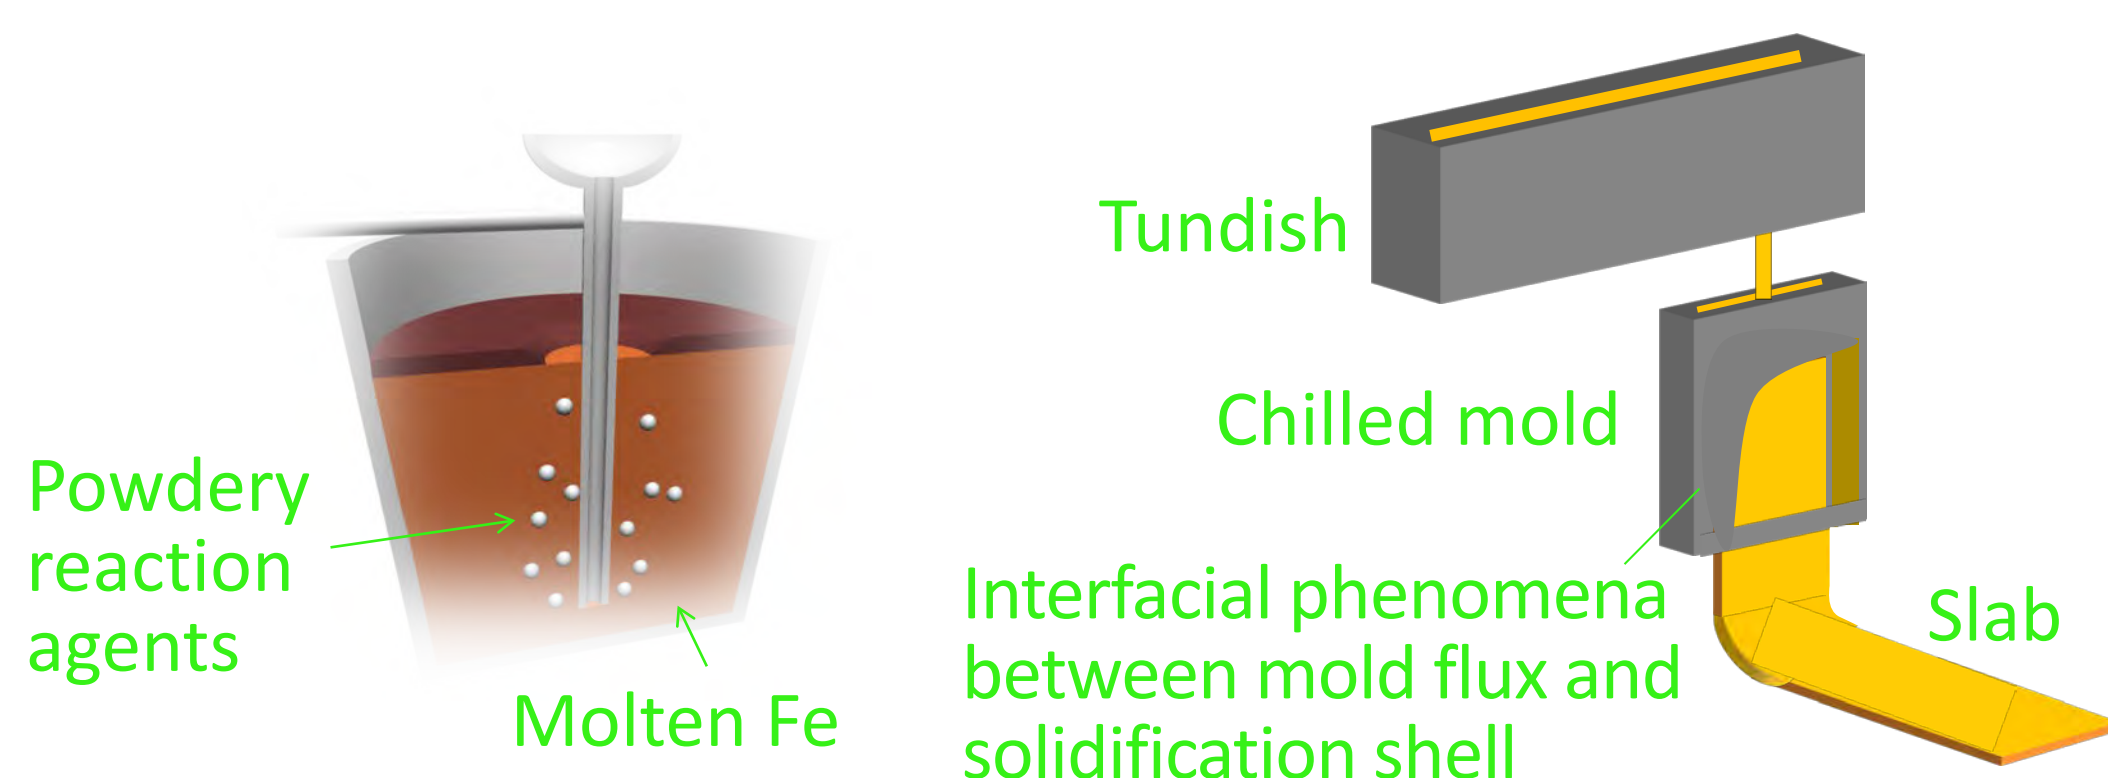 Powdery
reaction
agents
Molten Fe
Tundish
Chilled mold
Interfacial phenomena
between mold flux and
solidification shell
Slab